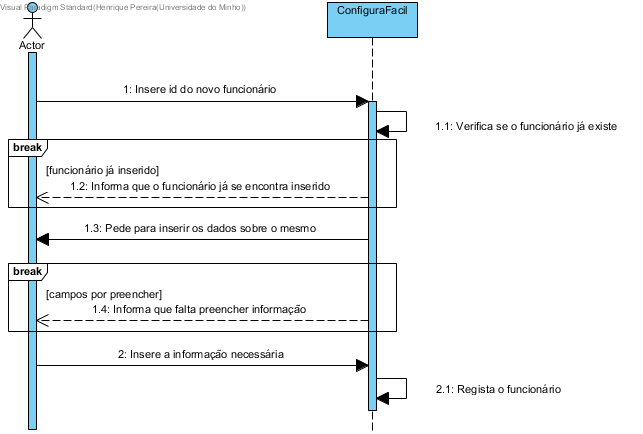 Visual Paradigm Standard(Henrique Pereira(Universidade do Minho))
ConfiguraFacil
Actor
1: Insere id do novo funcionário
1.1: Verifica se o funcionário já existe
break
[funcionário já inserido]
1.2: Informa que o funcionário já se encontra inserido
1.3: Pede para inserir os dados sobre o mesmo
break
[campos por preencher]
1.4: Informa que falta preencher informação
2: Insere a informação necessária
2.1: Regista o funcionário